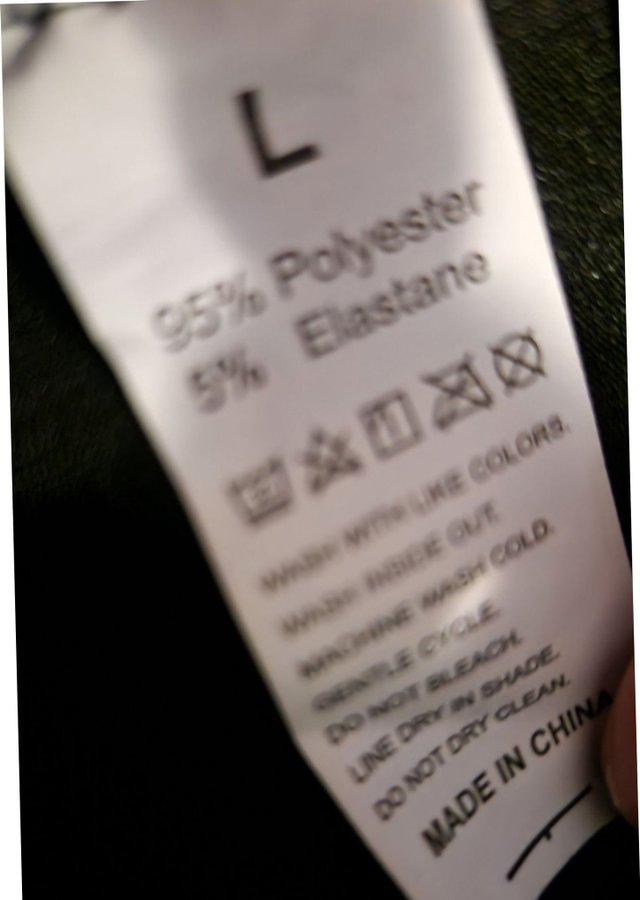 L
95% Polyester
5% Elastane
WASH WITH LIKE COLORS.
WASH INSIDE OUT.
MACHINE WASH COLD.
GENTLE CYCLE.
DO NOT BLEACH.
LINE DRY IN SHADE.
DO NOT DRY CLEAN.
MADE IN CHINA